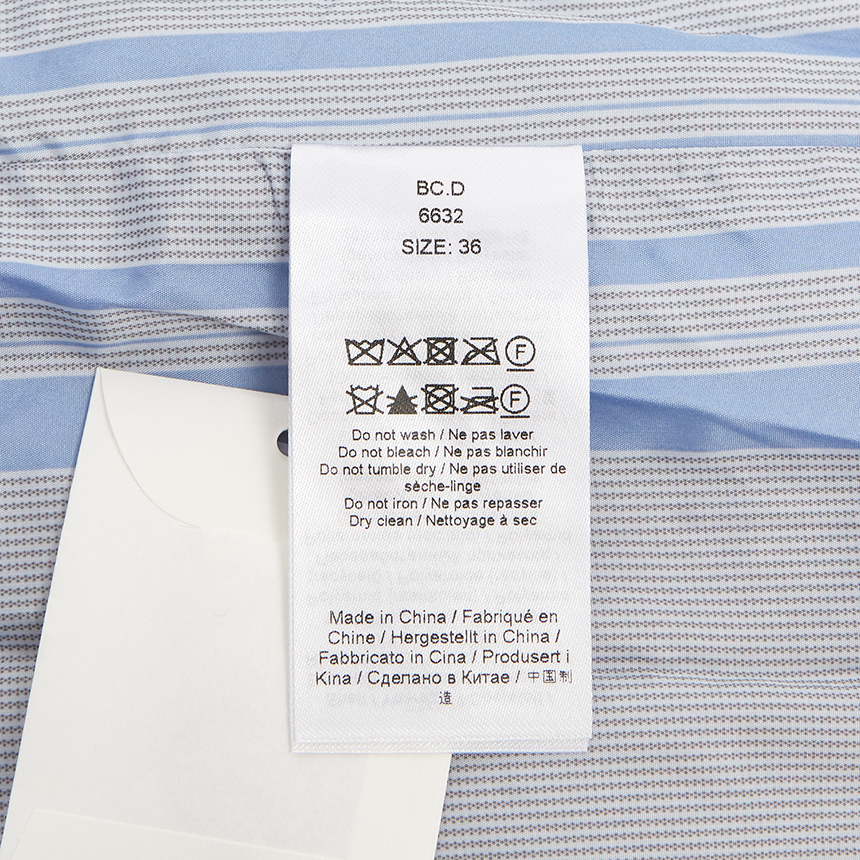 BC.D
6632
SIZE: 36
F
F
Do not wash / Ne pas laver
Do not bleach / Ne pas blanchir
Do not tumble dry / Ne pas utiliser de
sèche-linge
Do not iron / Ne pas repasser
Dry clean / Nettoyage à sec
Made in China / Fabriqué en
Chine / Hergestellt in China /
Fabbricato in Cina / Produsert i
Kina / Сделано в Китае / 中国制
造